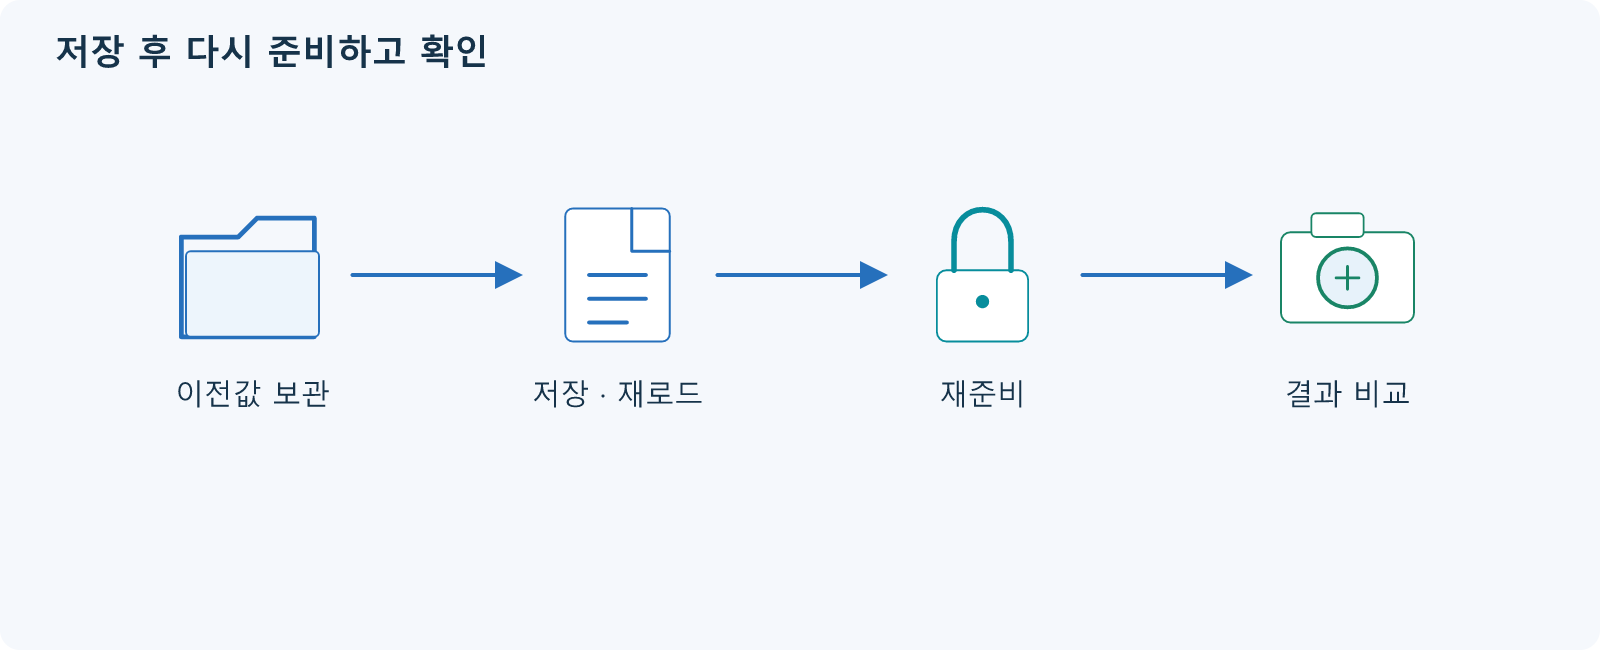 저장 후 다시 준비하고 확인
이전값 보관
저장 · 재로드
재준비
결과 비교